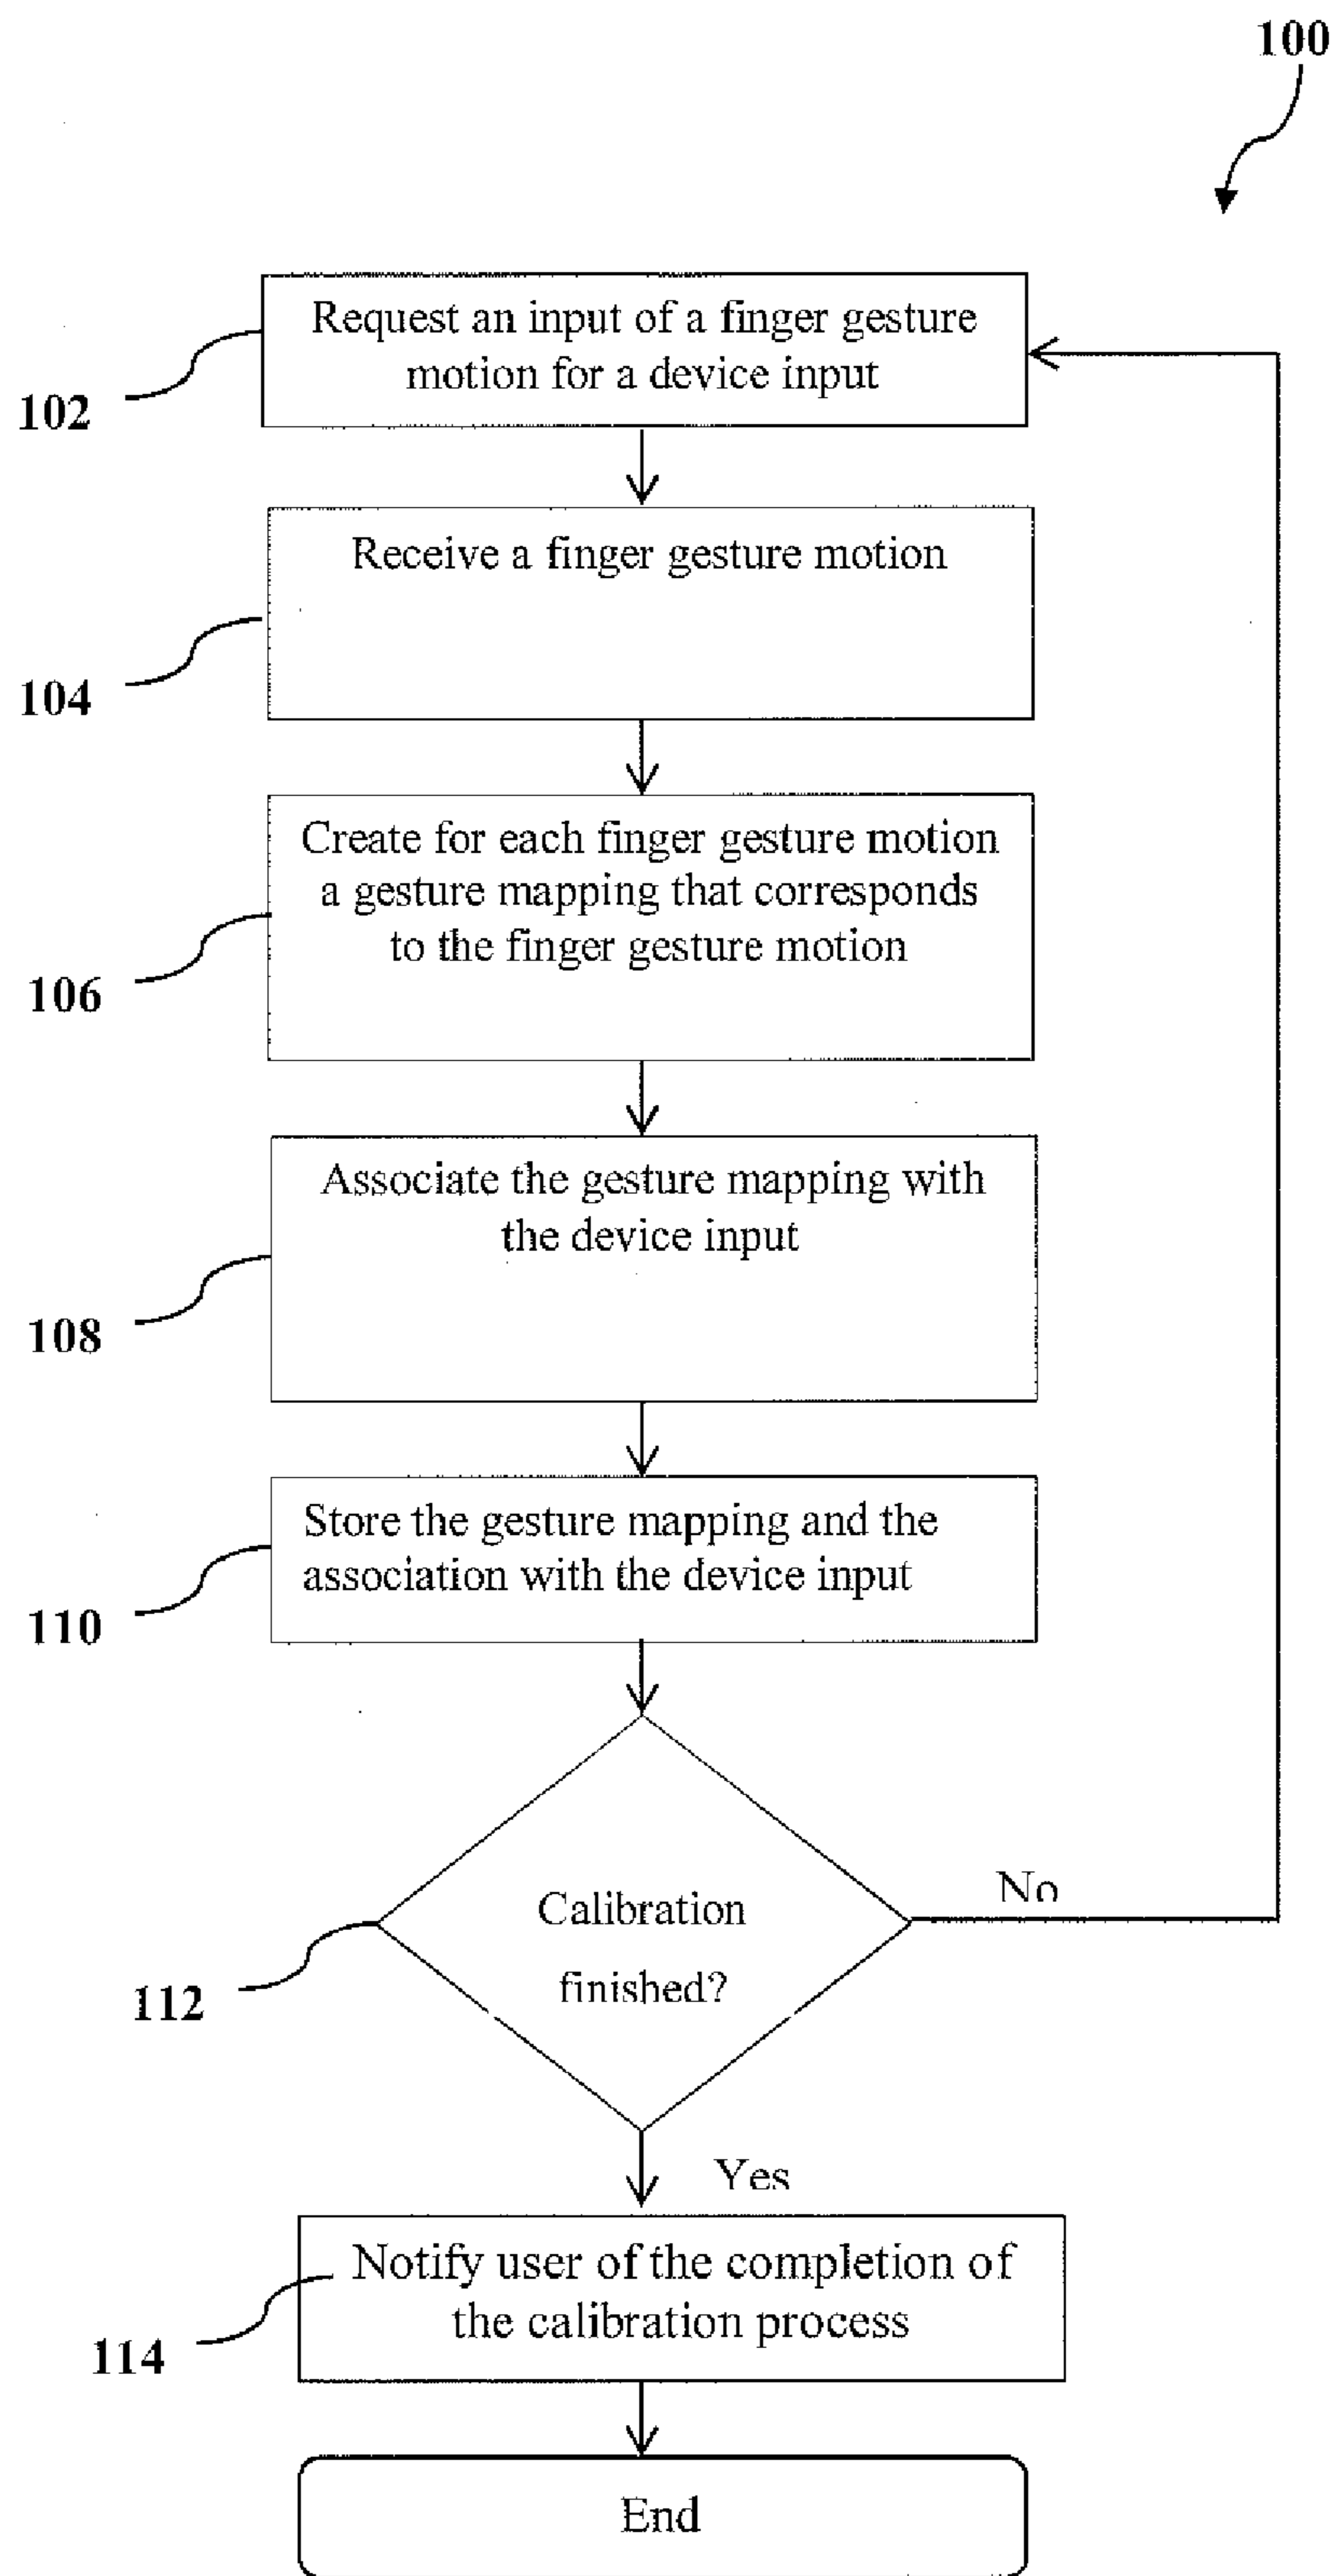 100
Request an input of a finger gesture
motion for a device input
102
Receive a finger gesture motion
104
Create for each finger gesture motion
a gesture mapping that corresponds
to the finger gesture motion
106
Associate the gesture mapping with
the device input
108
Store the gesture mapping and the
association with the device input
110
Calibration
finished?
No
112
Yes
Notify user of the completion of
the calibration process
114
End